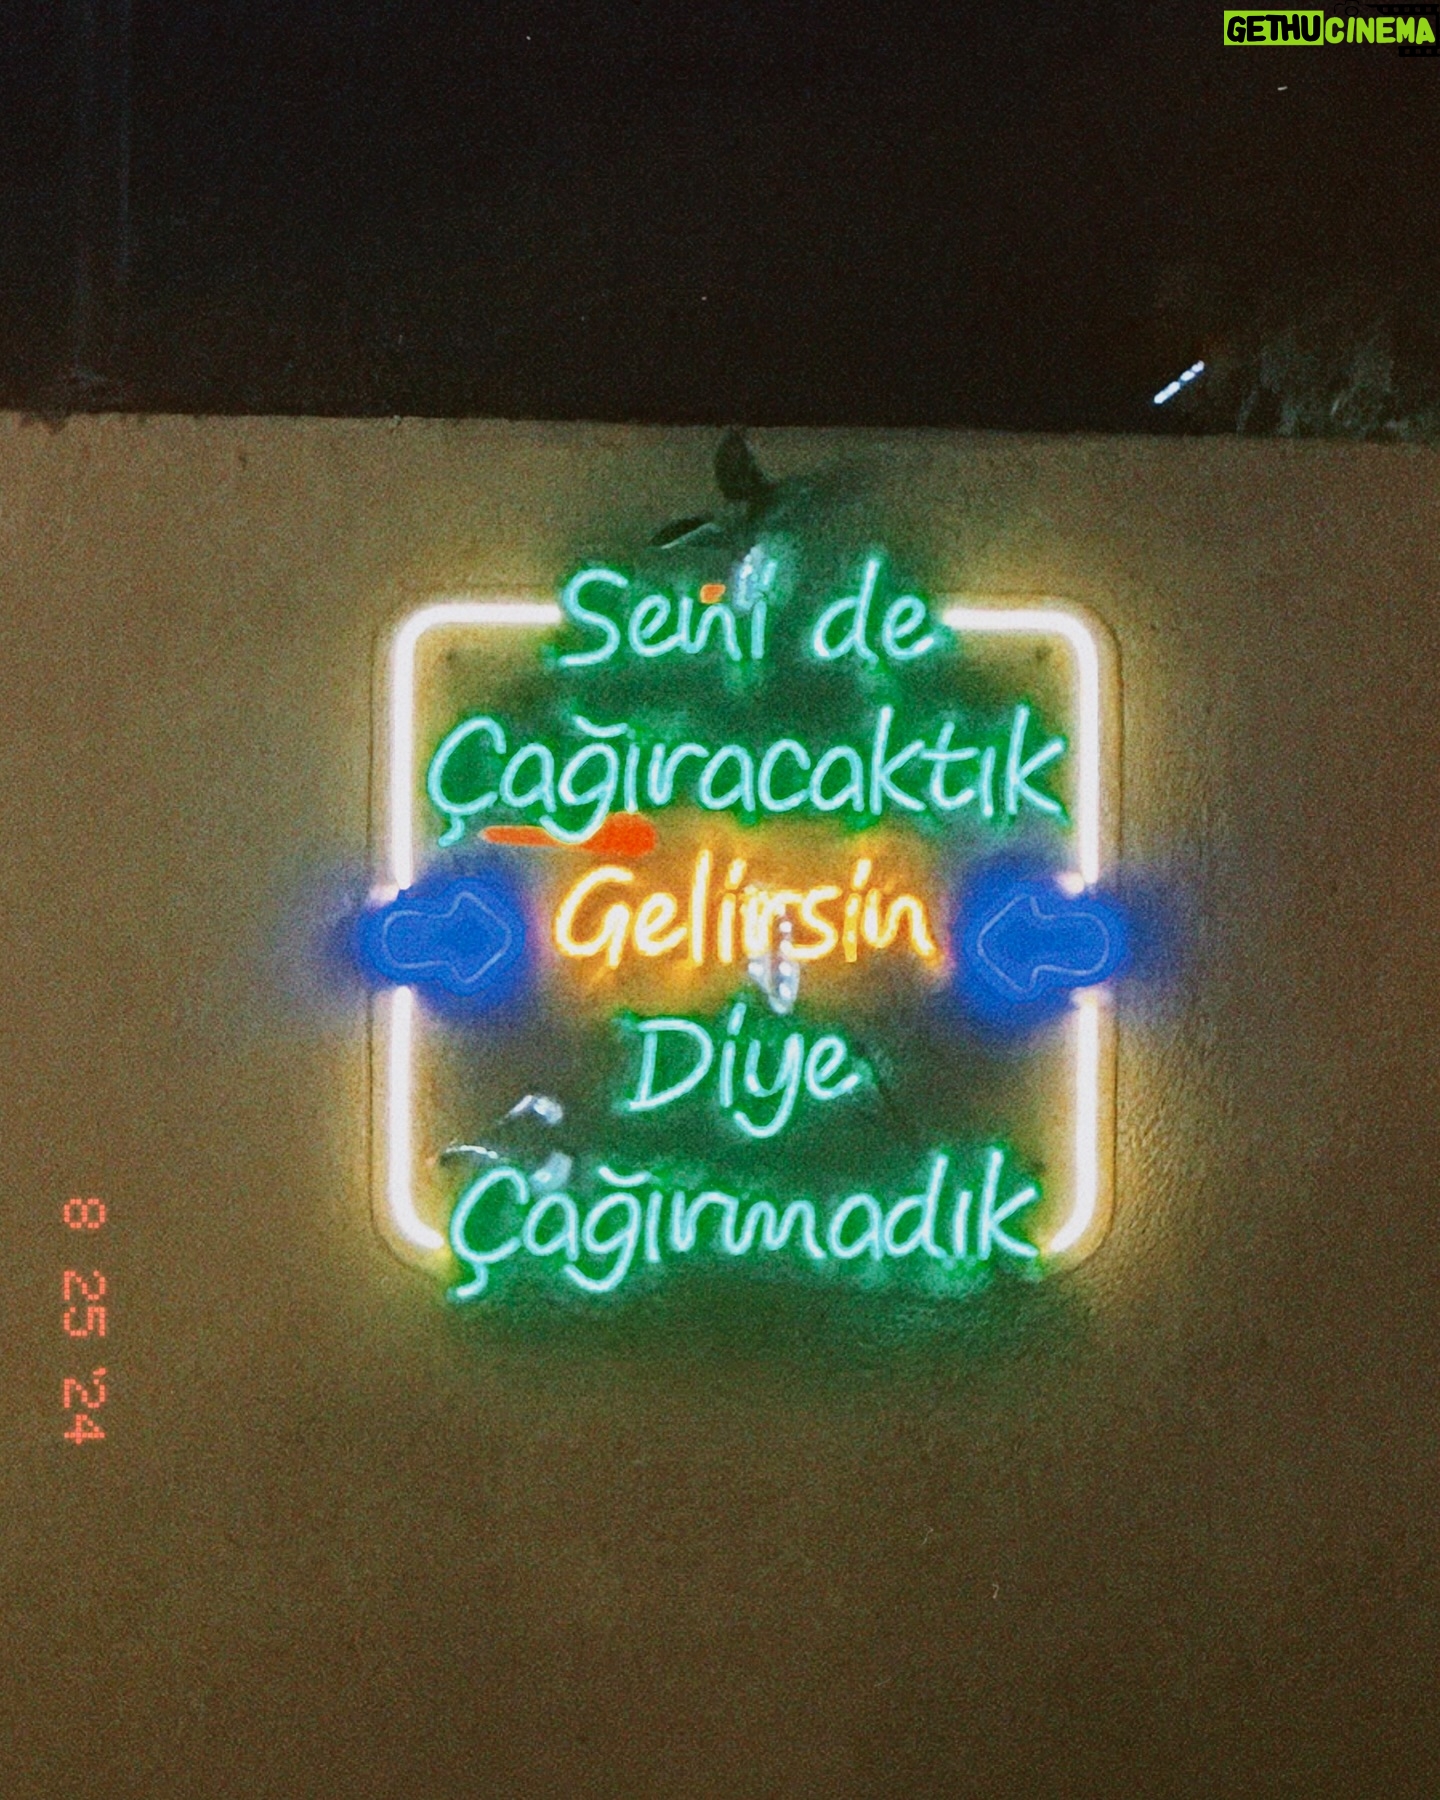 GETHUCINEMA
Seni de
Çağıracaktık
Gelirsin
Diye
Çağırmadık
8 25 '24